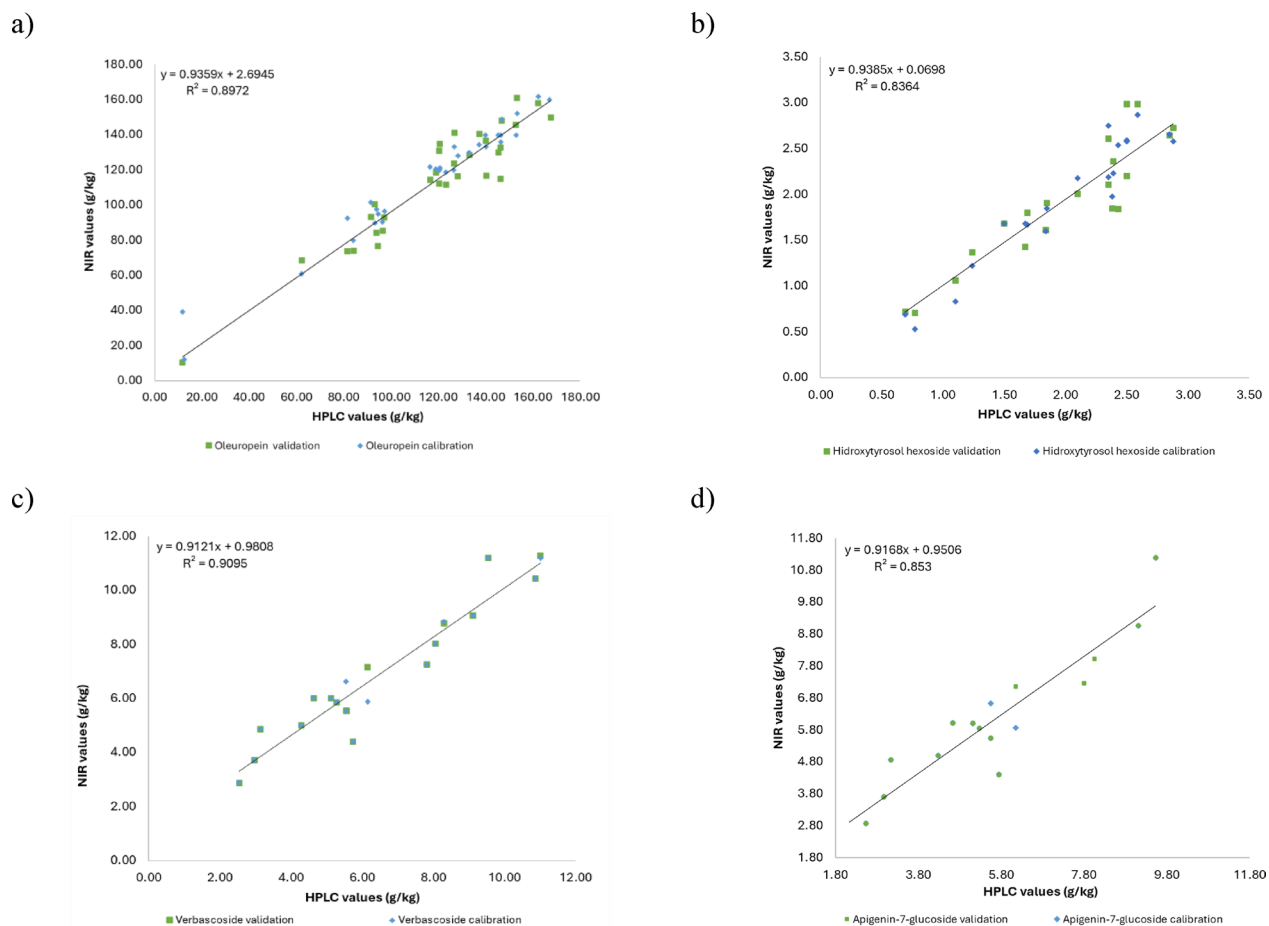 a)
y = 0.9359x + 2.6945
R² = 0.8972
180.00
160.00
140.00
120.00
100.00
80.00
60.00
40.00
20.00
0.00
NIR values (g/kg)
0.00 20.00 40.00 60.00 80.00 100.00 120.00 140.00 160.00 180.00
HPLC values (g/kg)
Oleuropein validation Oleuropein calibration
b)
y = 0.9385x + 0.0698
R² = 0.8364
3.50
3.00
2.50
2.00
1.50
1.00
0.50
0.00
NIR values (g/kg)
0.00 0.50 1.00 1.50 2.00 2.50 3.00 3.50
HPLC values (g/kg)
Hidroxytyrosol hexoside validation Hidroxytyrosol hexoside calibration
c)
y = 0.9121x + 0.9808
R² = 0.9095
12.00
10.00
8.00
6.00
4.00
2.00
0.00
NIR values (g/kg)
0.00 2.00 4.00 6.00 8.00 10.00 12.00
HPLC values (g/kg)
Verbascoside validation Verbascoside calibration
d)
y = 0.9168x + 0.9506
R² = 0.853
11.80
10.80
9.80
8.80
7.80
6.80
5.80
4.80
3.80
2.80
1.80
NIR values (g/kg)
1.80 3.80 5.80 7.80 9.80 11.80
HPLC values (g/kg)
Apigenin-7-glucoside validation Apigenin-7-glucoside calibration